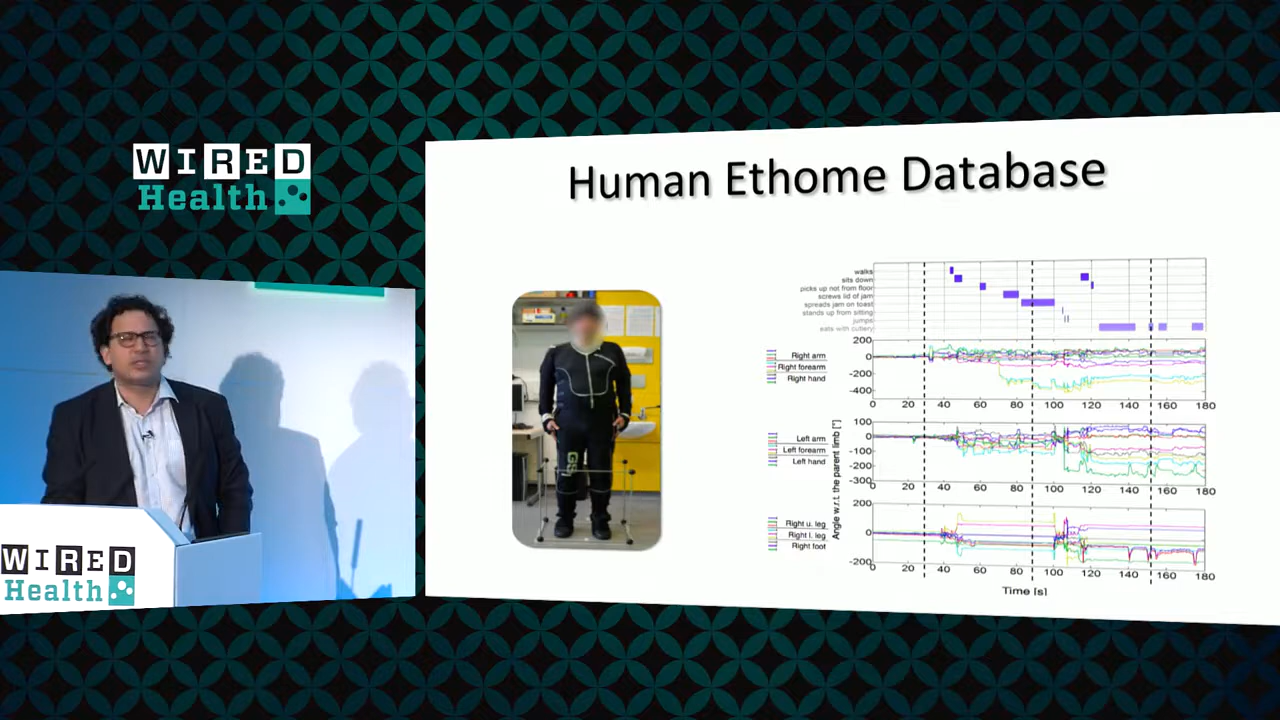 WIRED
Health
WIRED
Health
Human Ethome Database
walks
sits down
picks up not from floor
screws lid of jam
spreads jam on toast
stands up from sitting
jumps
eats with cutlery
200
0
-200
-400
Right arm
Right forearm
Right hand
0 20 40 60 80 100 120 140 160 180
100
0
-100
-200
-300
Left arm
Left forearm
Left hand
0 20 40 60 80 100 120 140 160 180
Angle w.r.t. the parent limb [°]
200
0
-200
Right u. leg
Right l. leg
Right foot
0 20 40 60 80 100 120 140 160 180
Time [s]